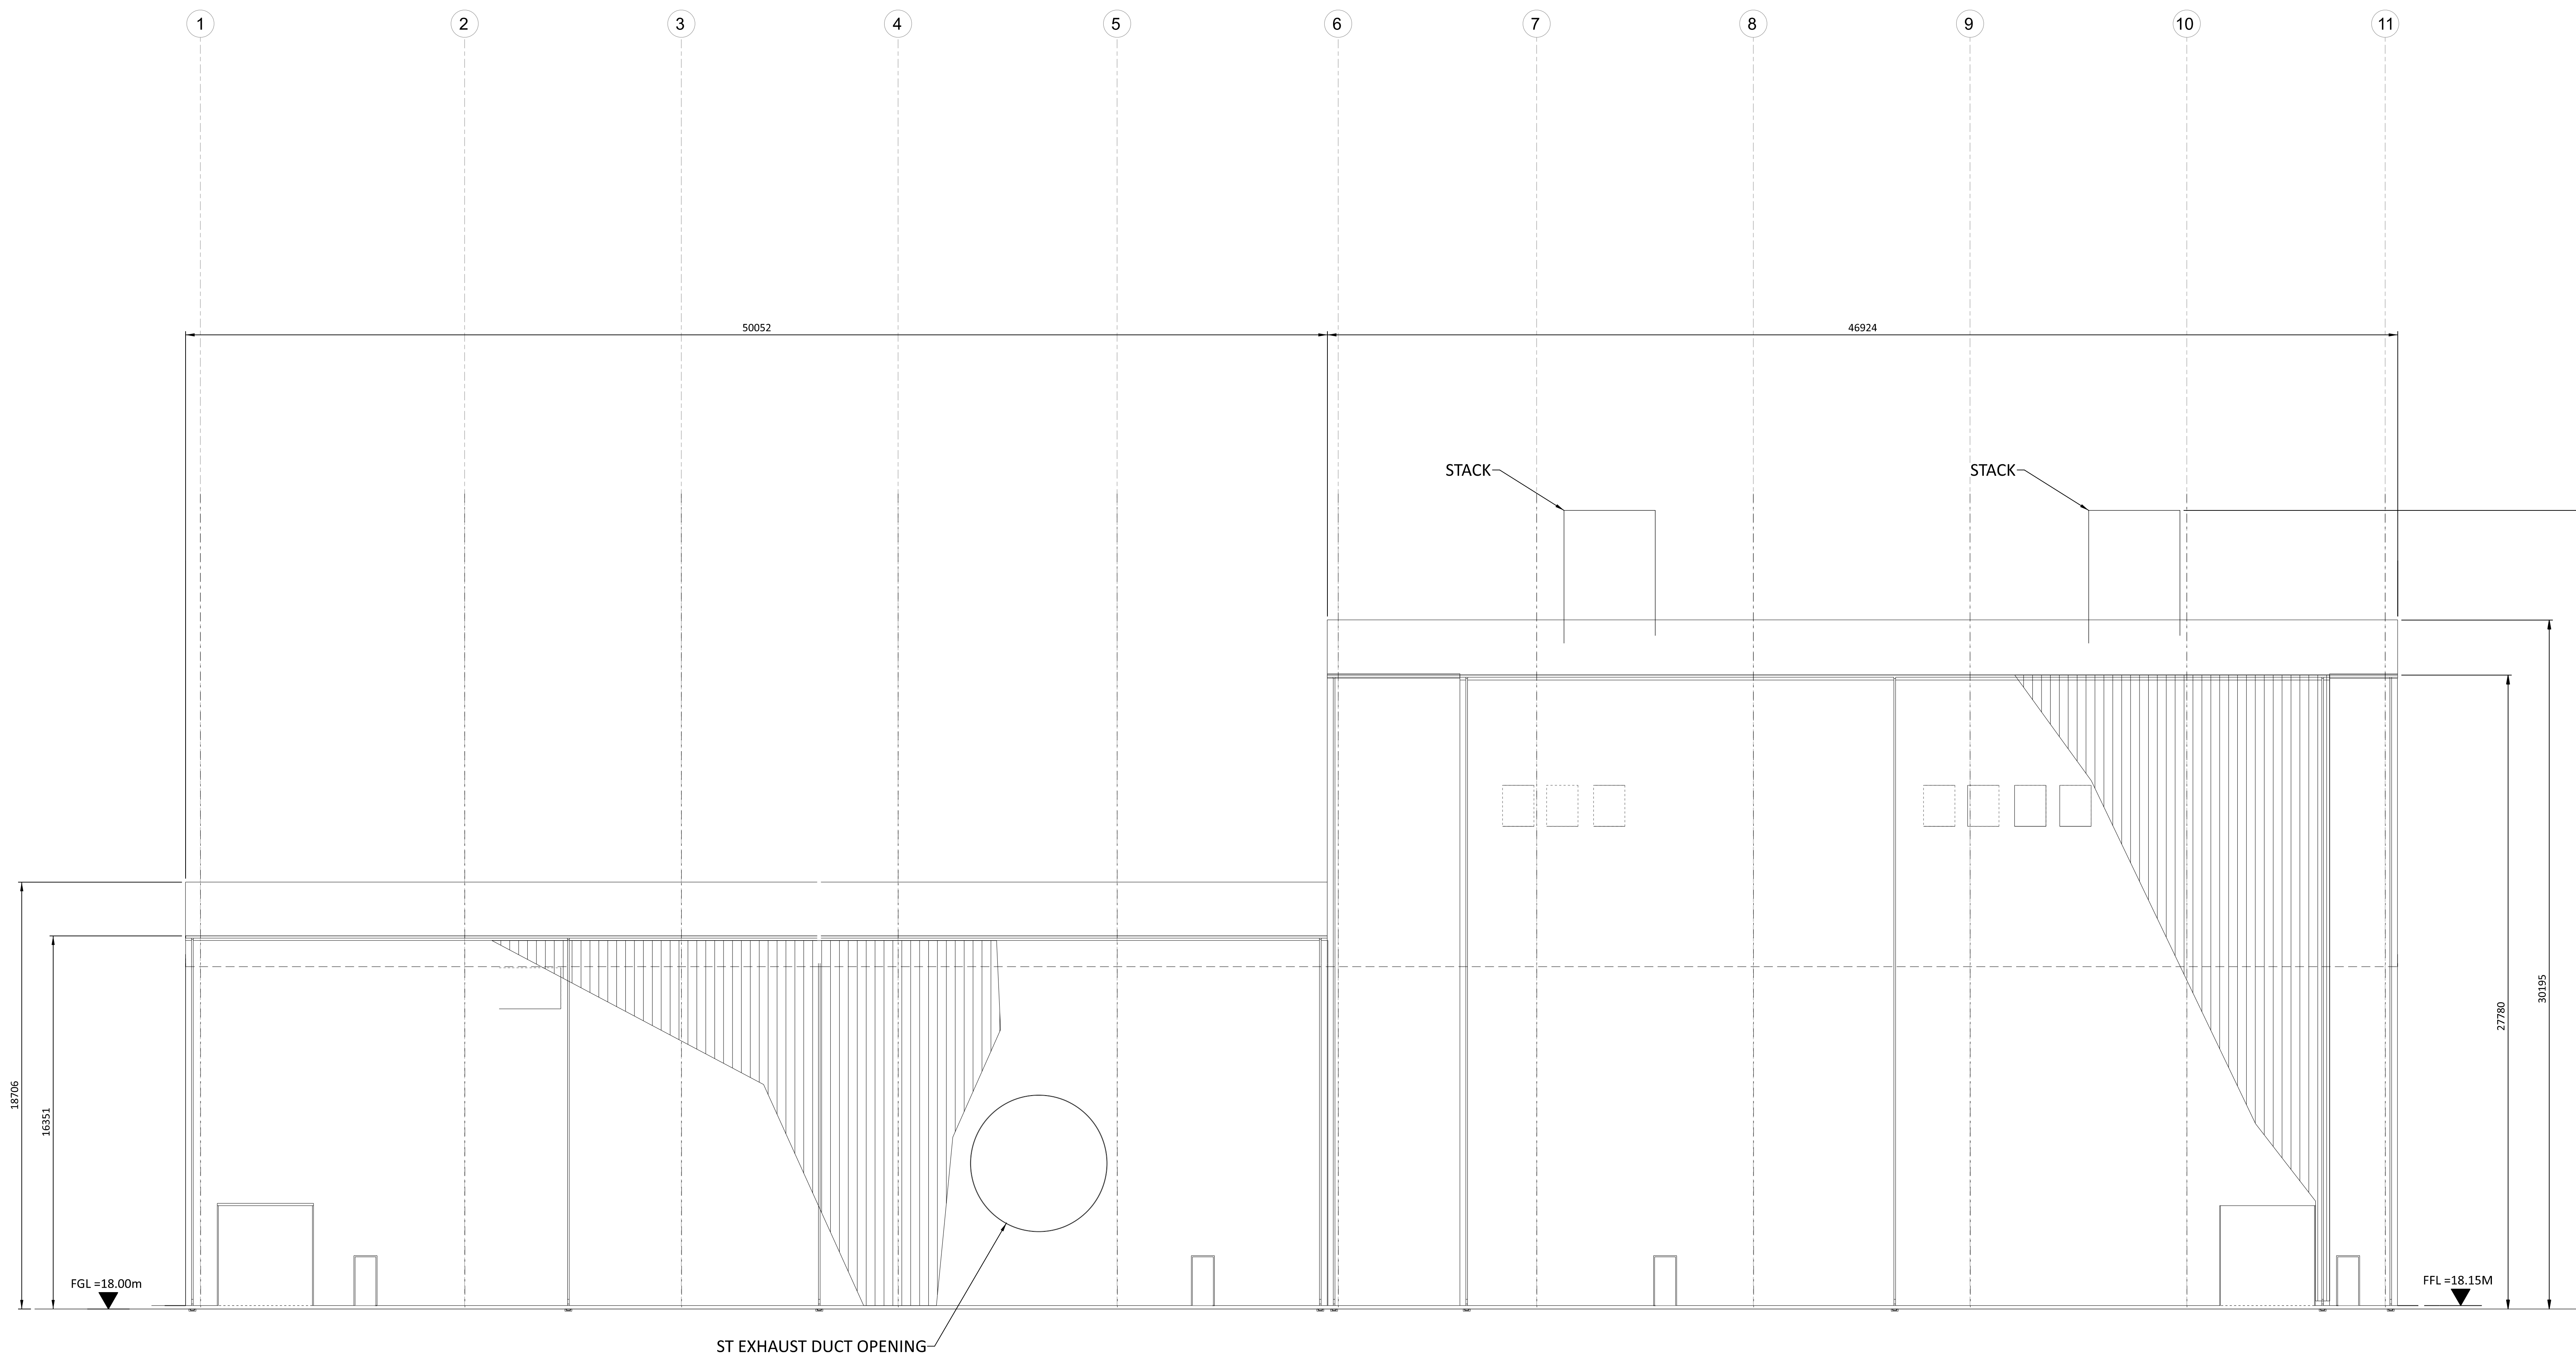 1 2 3 4 5 6 7 8 9 10 11
50052 46924
STACK STACK
18706
16351
30195
27780
FGL =18.00m
FFL =18.15M
ST EXHAUST DUCT OPENING